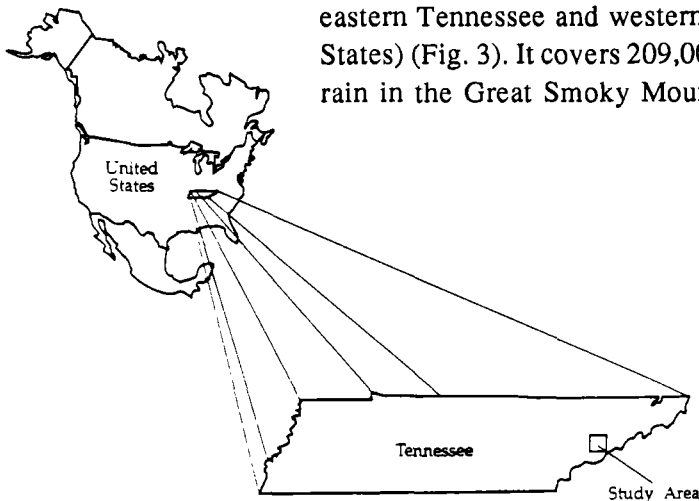 eastern Tennessee and western
States) (Fig. 3). It covers 209,00
rain in the Great Smoky Mour
United
States
Tennessee
Study Area